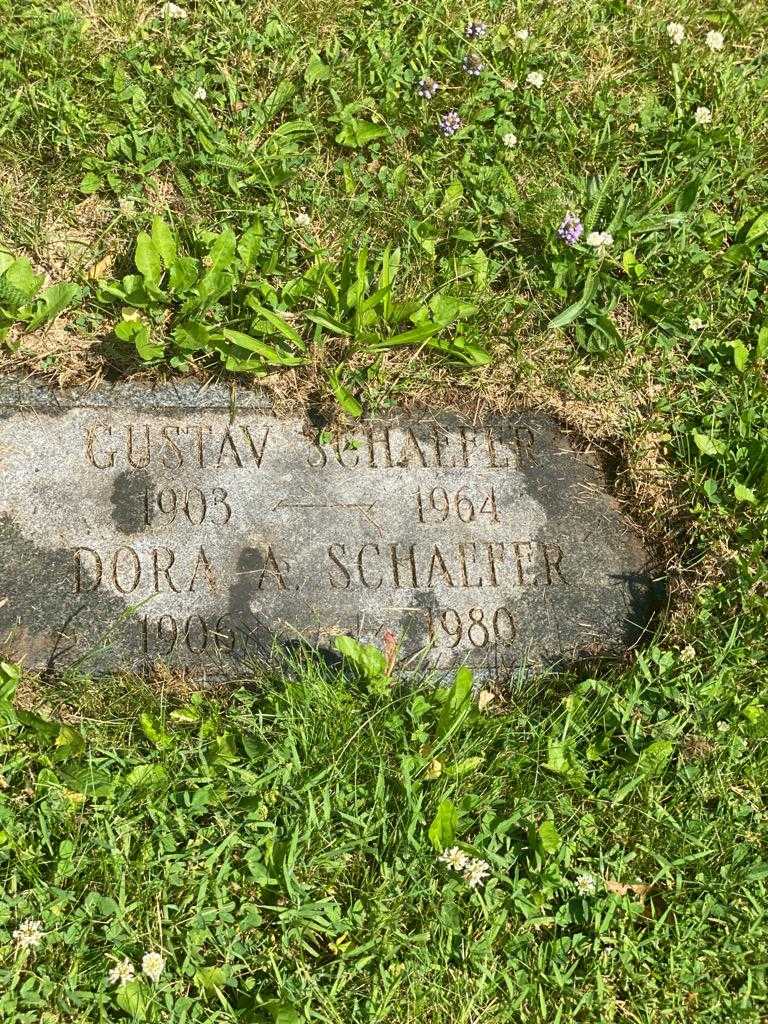 GUSTAV SCHAEFER
1903 — 1964
DORA A. SCHAEFER
1906 — 1980